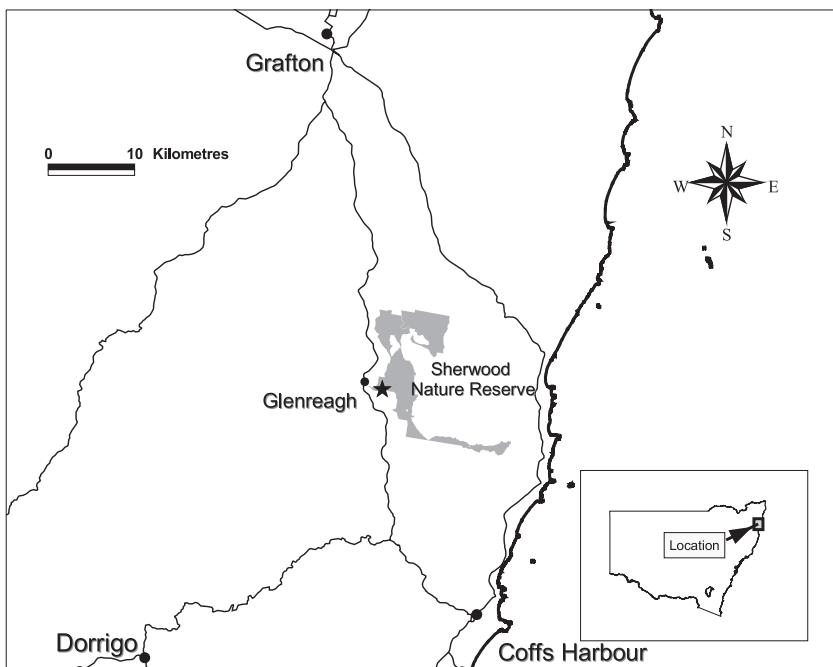 Grafton
0 10 Kilometres
N
W E
S
Sherwood
Nature Reserve
Glenreagh
Location
Dorrigo
Coffs Harbour